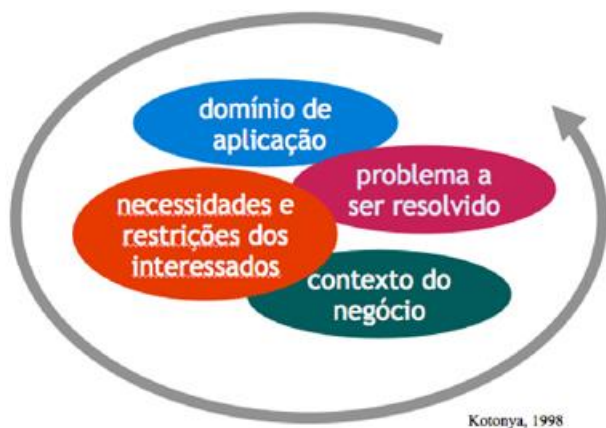 domínio de
aplicação
problema a
ser resolvido
necessidades e
restrições dos
interessados
contexto do
negócio
Kotonya, 1998